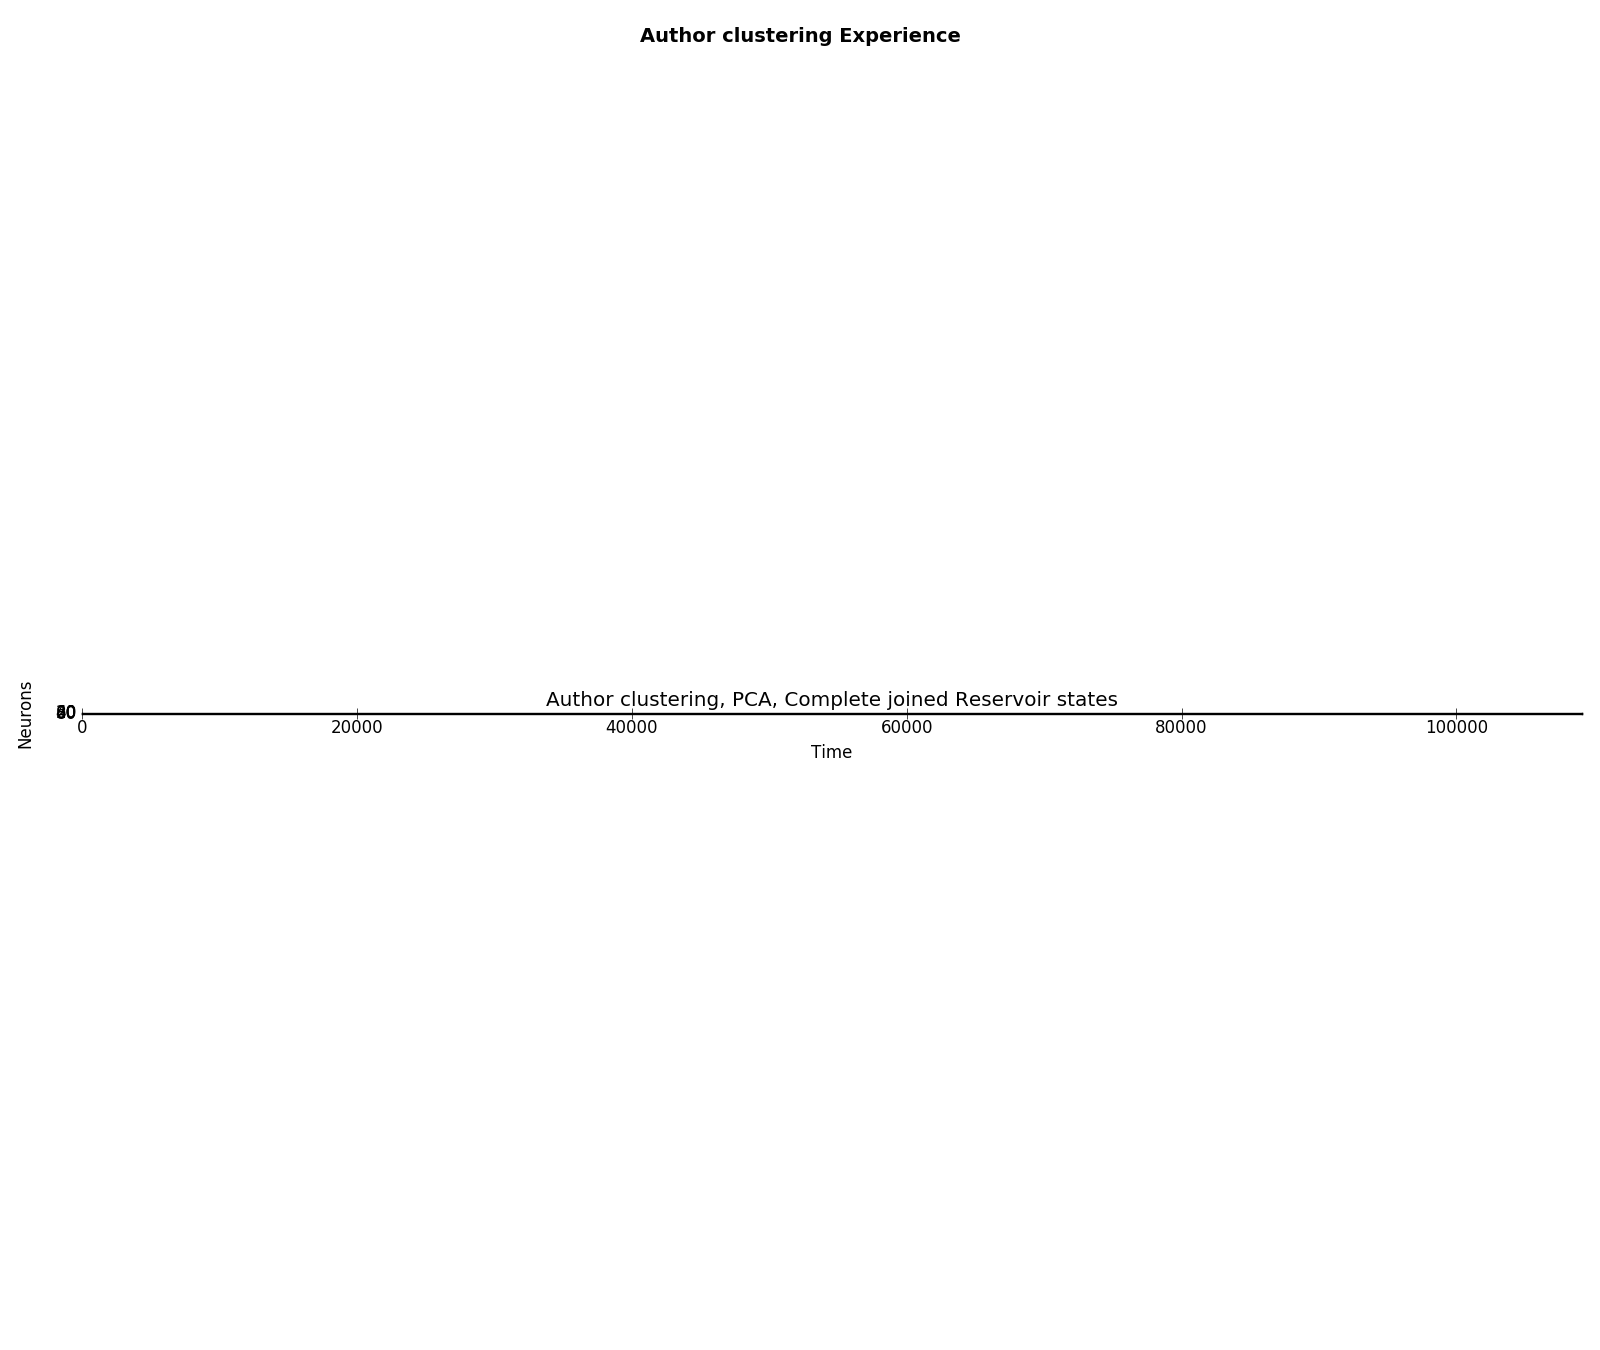 Author clustering Experience
Author clustering, PCA, Complete joined Reservoir states
Neurons
0 20000 40000 60000 80000 100000
Time